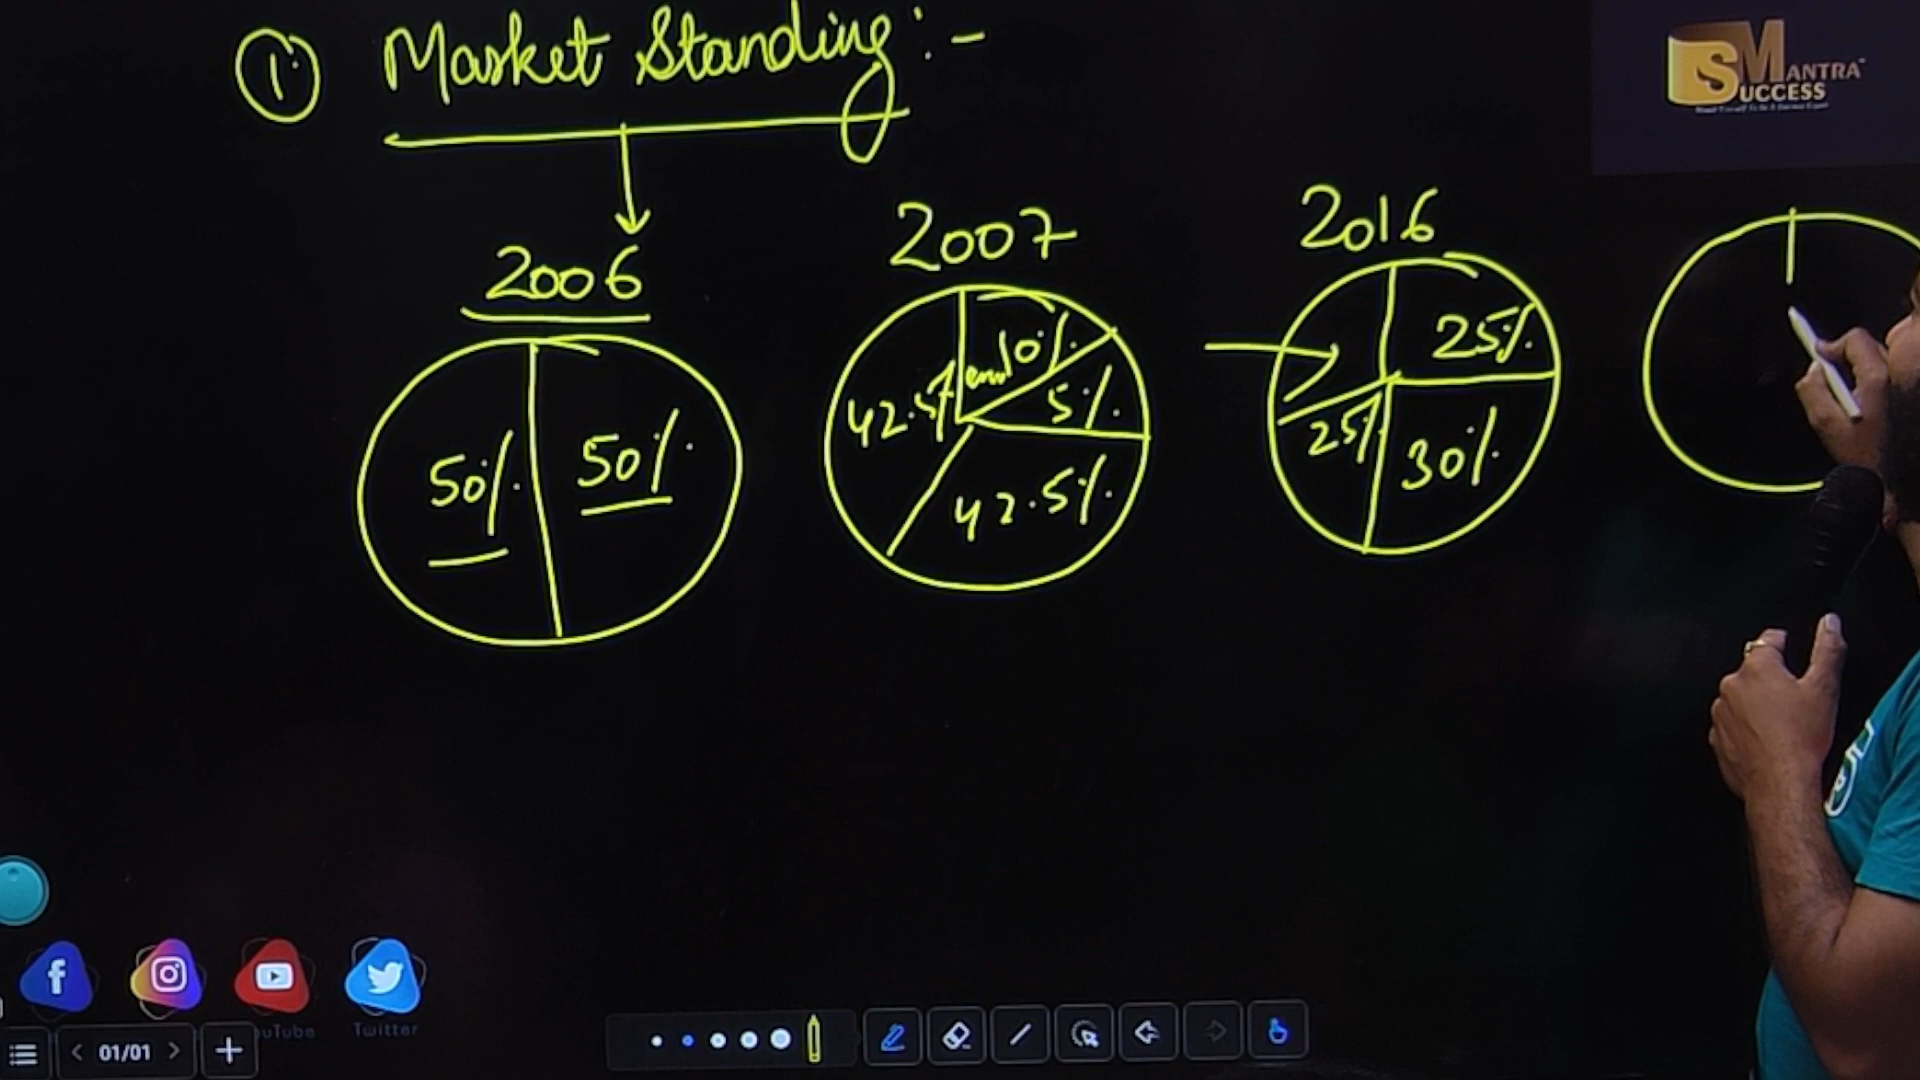 ① Market Standing :-
2006
50% 50%
2007
42.5% 10%
5%
42.5%
2016
25%
25% 30%
SUCCESS MANTRA
YouTube
Twitter
01/01